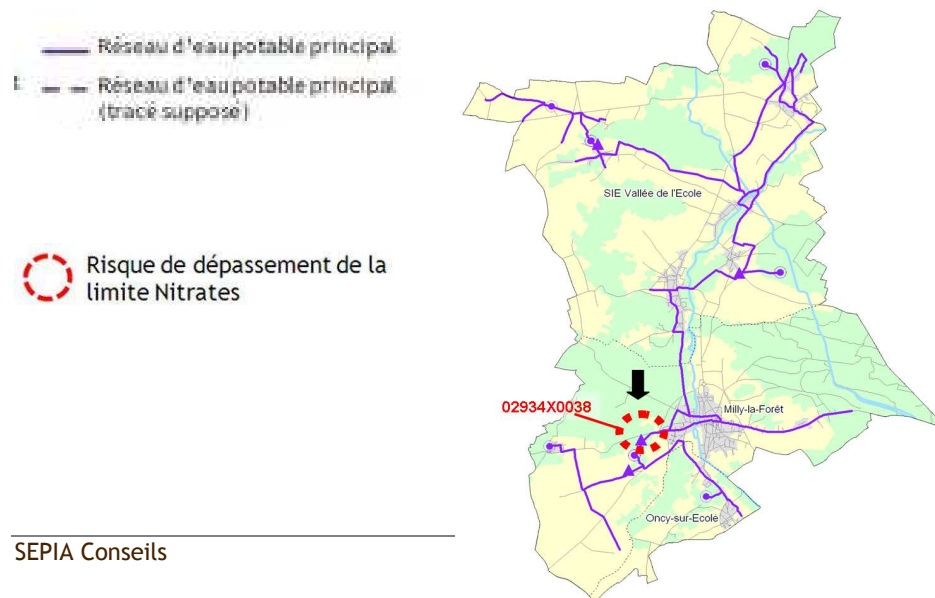 Réseau d'eau potable principal
Réseau d'eau potable principal
(tracé supposé)
Risque de dépassement de la
limite Nitrates
SEPIA Conseils
SIE Vallée de l'Ecole
02934X0038
Milly-la-Forêt
Oncy-sur-Ecole